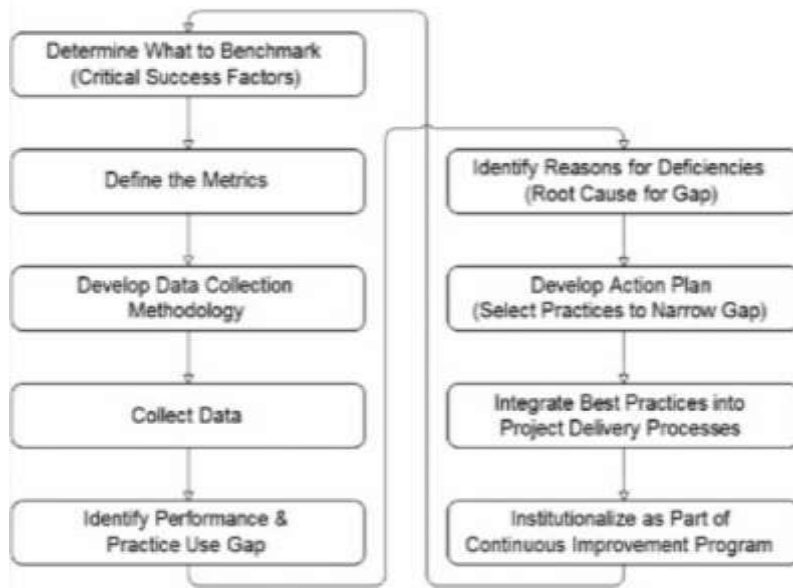 Determine What to Benchmark
(Critical Success Factors)
Define the Metrics
Develop Data Collection
Methodology
Collect Data
Identify Performance &
Practice Use Gap
Identify Reasons for Deficiencies
(Root Cause for Gap)
Develop Action Plan
(Select Practices to Narrow Gap)
Integrate Best Practices into
Project Delivery Processes
Institutionalize as Part of
Continuous Improvement Program